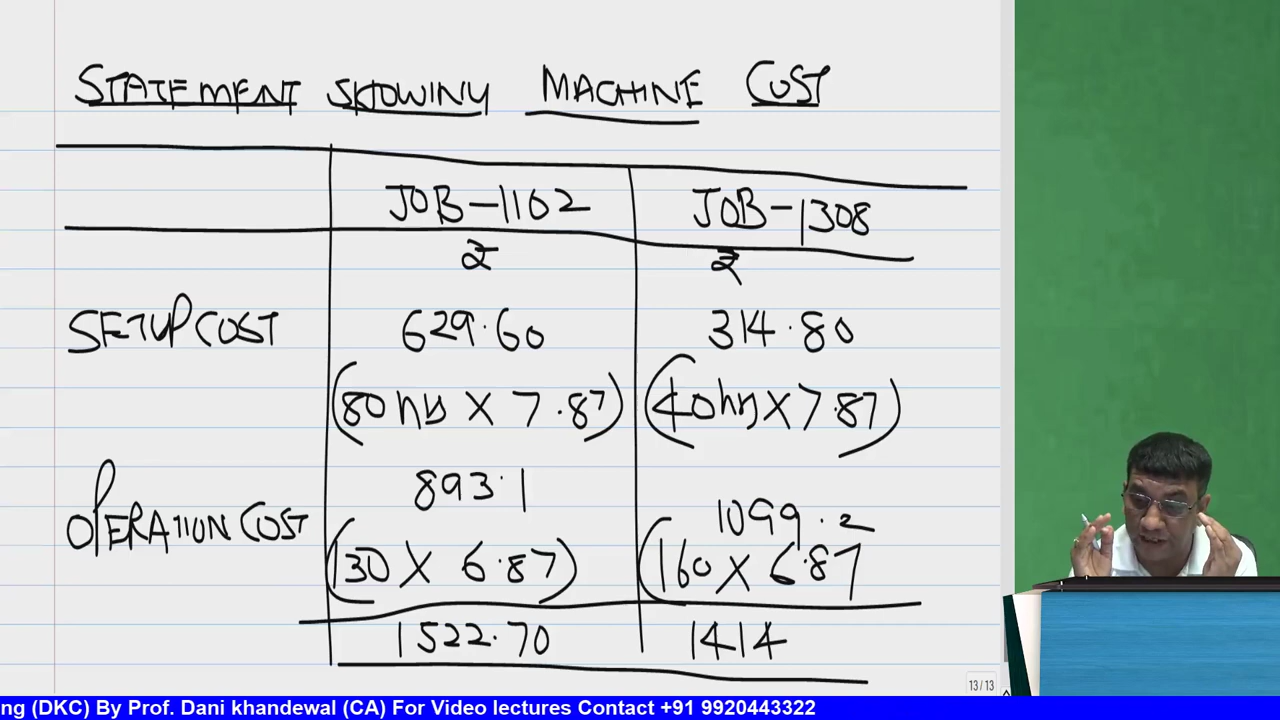 STATEMENT SHOWING MACHINE COST
JOB-1102 JOB-1308
₹ ₹
SETUP COST 629.60 314.80
(80 hrs X 7.87) (40 hrs X 7.87)
OPERATION COST 893.1 1099.2
(130 X 6.87) (160 X 6.87
1522.70 1414
13/13
ng (DKC) By Prof. Dani khandewal (CA) For Video lectures Contact +91 9920443322